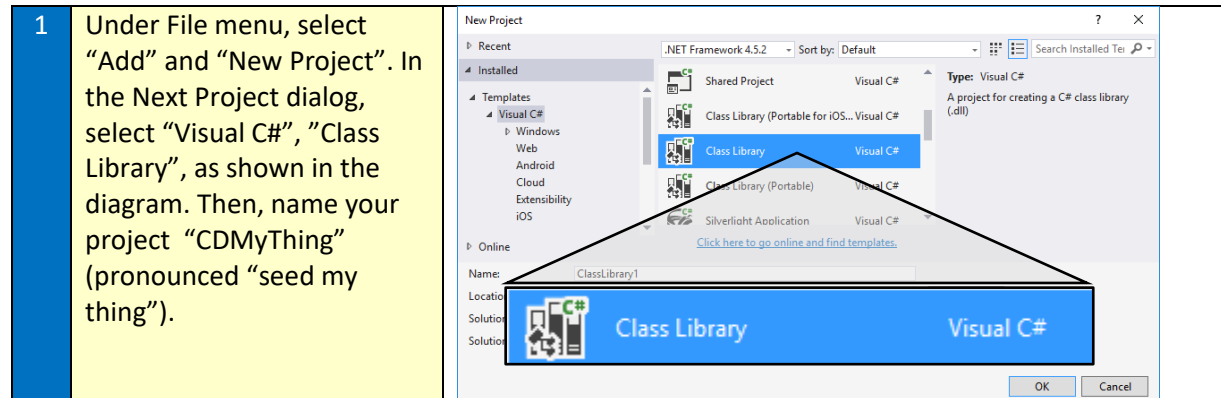 1
Under File menu, select
“Add” and “New Project”. In
the Next Project dialog,
select “Visual C#”, ”Class
Library”, as shown in the
diagram. Then, name your
project “CDMyThing”
(pronounced “seed my
thing”).
New Project
? ×
Recent
.NET Framework 4.5.2 Sort by: Default
Search Installed Te
Installed
Templates
Visual C#
Windows
Web
Android
Cloud
Extensibility
iOS
Online
Shared Project Visual C#
Class Library (Portable for iOS... Visual C#
Class Library Visual C#
Class Library (Portable) Visual C#
Silverlight Application Visual C#
Click here to go online and find templates.
Type: Visual C#
A project for creating a C# class library
(.dll)
Name: ClassLibrary1
Location
Solution
Solution
C#
Class Library Visual C#
OK Cancel